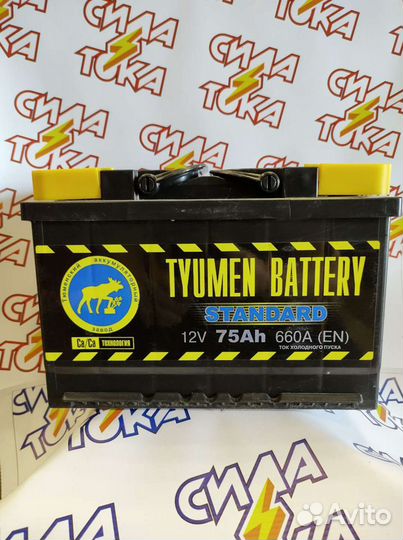 СИЛА
ТОКА
СИЛА
ТОКА
СИЛА
ТОКА
Тюменский аккумуляторный
завод
TYUMEN BATTERY
STANDARD
12V 75Ah 660A (EN)
ТОК ХОЛОДНОГО ПУСКА
Ca/Ca ТЕХНОЛОГИЯ
СИЛА
ТОКА
СИЛА
ТОКА
СИЛА
Avito